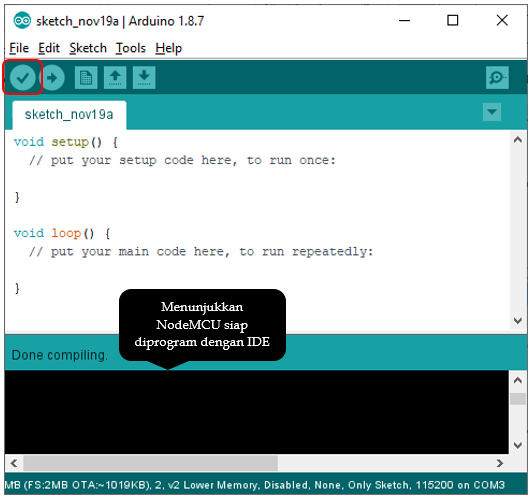 sketch_nov19a | Arduino 1.8.7
File Edit Sketch Tools Help
sketch_nov19a
void setup() {
// put your setup code here, to run once:
}
void loop() {
// put your main code here, to run repeatedly:
}
Menunjukkan
NodeMCU siap
diprogram dengan IDE
Done compiling.
MB (FS:2MB OTA:~1019KB), 2, v2 Lower Memory, Disabled, None, Only Sketch, 115200 on COM3